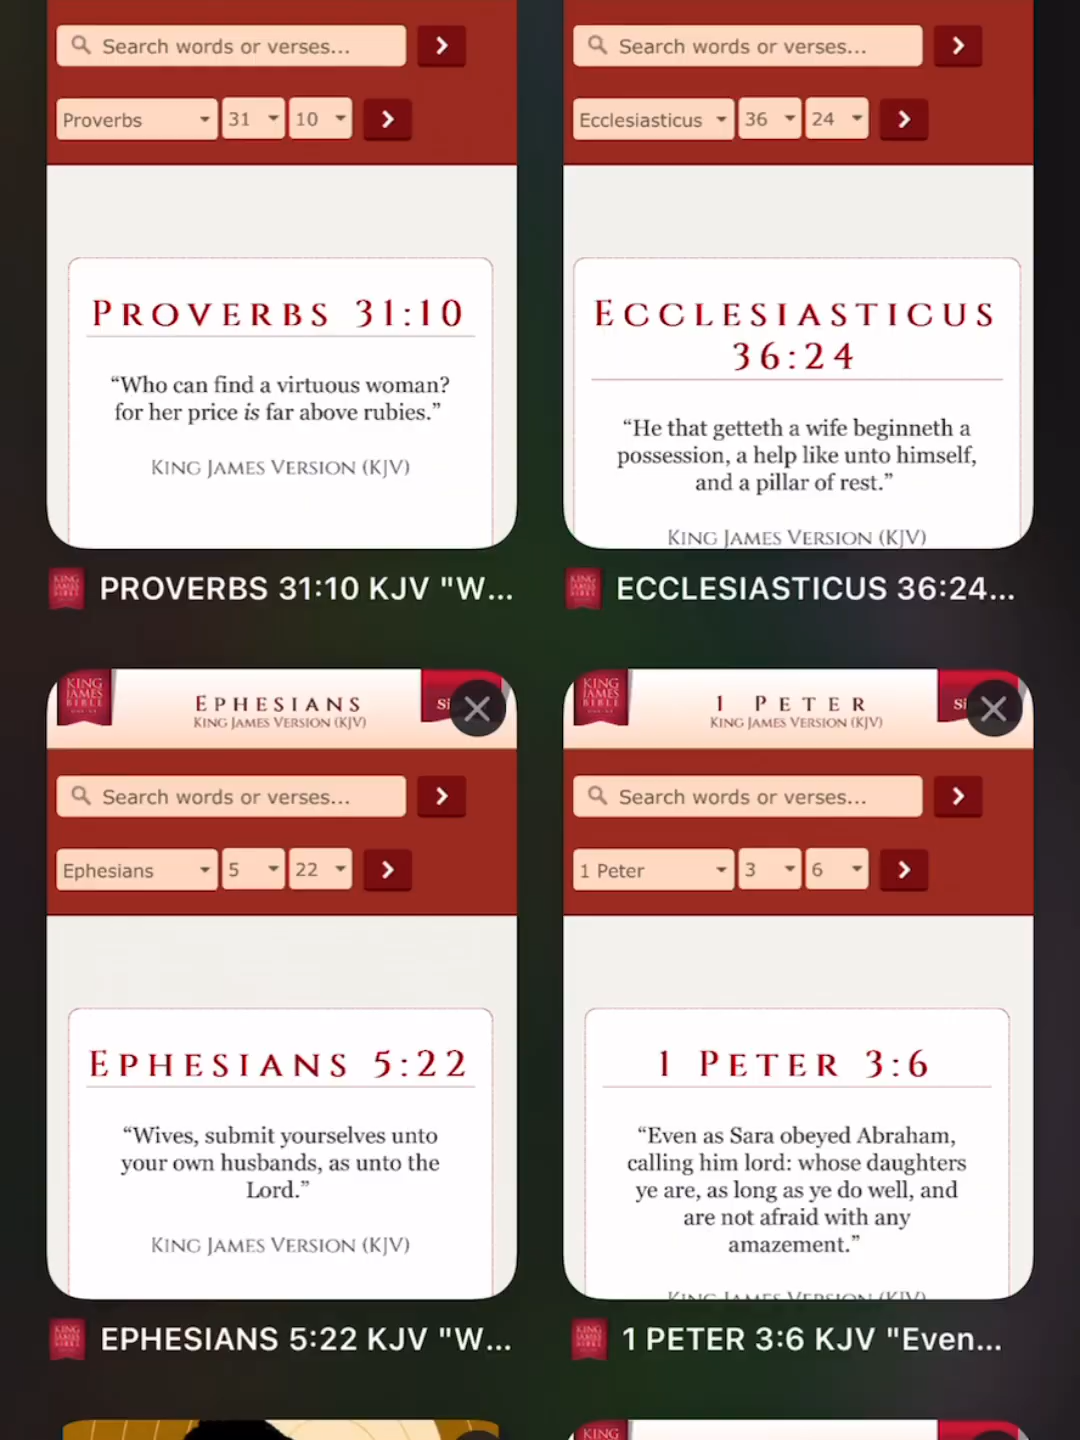 Search words or verses...
Proverbs 31 10
PROVERBS 31:10
“Who can find a virtuous woman?
for her price is far above rubies.”
KING JAMES VERSION (KJV)
PROVERBS 31:10 KJV "W...
Search words or verses...
Ecclesiasticus 36 24
ECCLESIASTICUS
36:24
“He that getteth a wife beginneth a
possession, a help like unto himself,
and a pillar of rest.”
KING JAMES VERSION (KJV)
ECCLESIASTICUS 36:24...
KING
JAMES
BIBLE
EPHESIANS
KING JAMES VERSION (KJV)
Search words or verses...
Ephesians 5 22
EPHESIANS 5:22
“Wives, submit yourselves unto
your own husbands, as unto the
Lord.”
KING JAMES VERSION (KJV)
EPHESIANS 5:22 KJV "W...
KING
JAMES
BIBLE
1 PETER
KING JAMES VERSION (KJV)
Search words or verses...
1 Peter 3 6
1 PETER 3:6
“Even as Sara obeyed Abraham,
calling him lord: whose daughters
ye are, as long as ye do well, and
are not afraid with any
amazement.”
KING JAMES VERSION (KJV)
1 PETER 3:6 KJV "Even...
KING